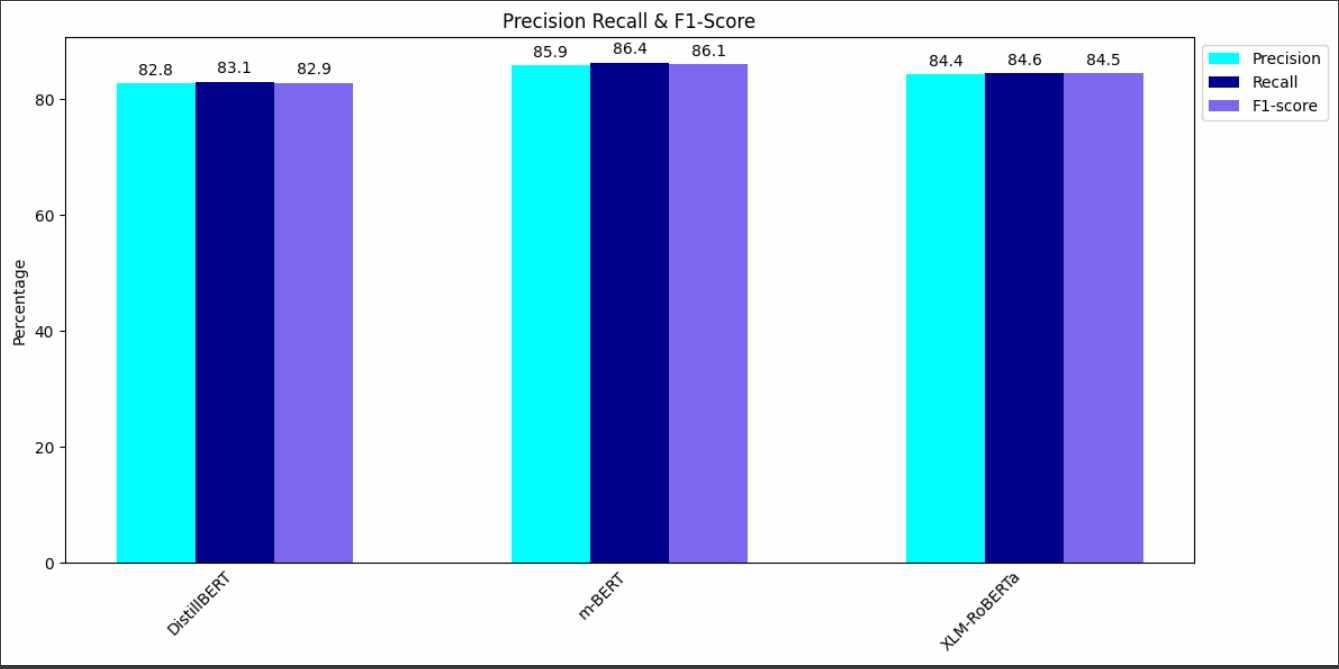 Precision Recall & F1-Score
Precision
Recall
F1-score
82.8 83.1 82.9
85.9 86.4 86.1
84.4 84.6 84.5
Percentage
80
60
40
20
0
DistillBERT
m-BERT
XLM-RoBERTa